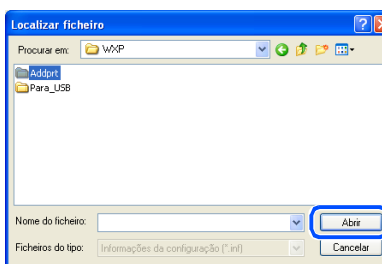 Localizar ficheiro
Procurar em: WXP
Addprt
Para_USB
Nome do ficheiro: Abrir
Ficheiros do tipo: Informações da configuração (*.inf) Cancelar